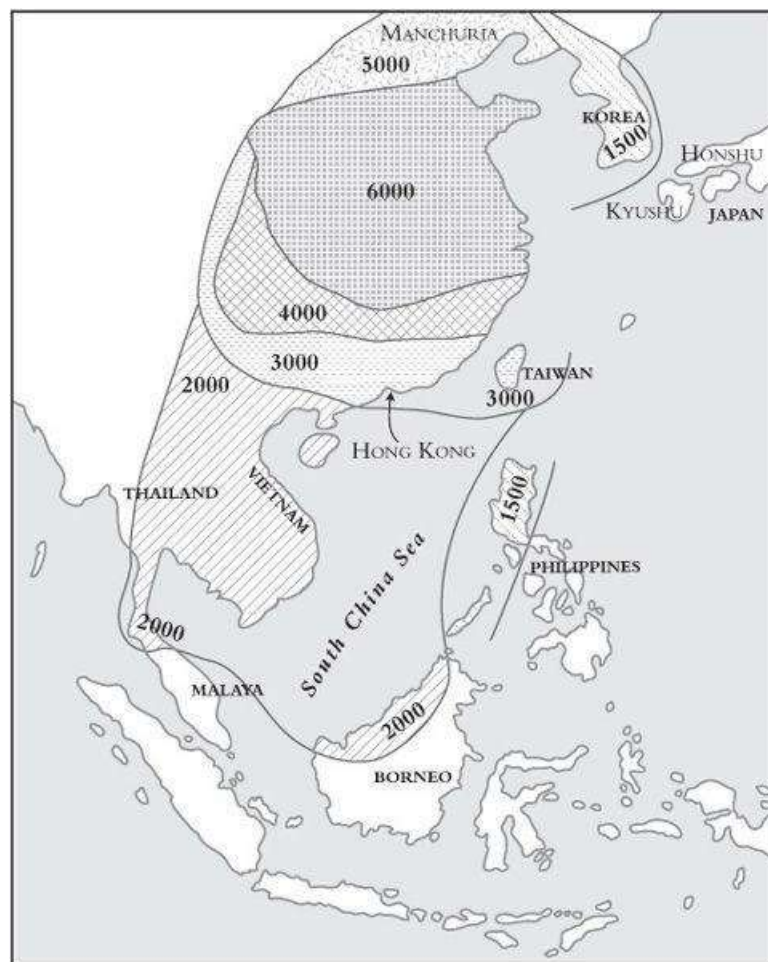 MANCHURIA
5000
KOREA
1500
HONSHU
6000
KYUSHU
JAPAN
4000
3000
2000
TAIWAN
3000
HONG KONG
THAILAND
VIETNAM
1500
PHILIPPINES
South China Sea
2000
MALAYA
2000
BORNEO